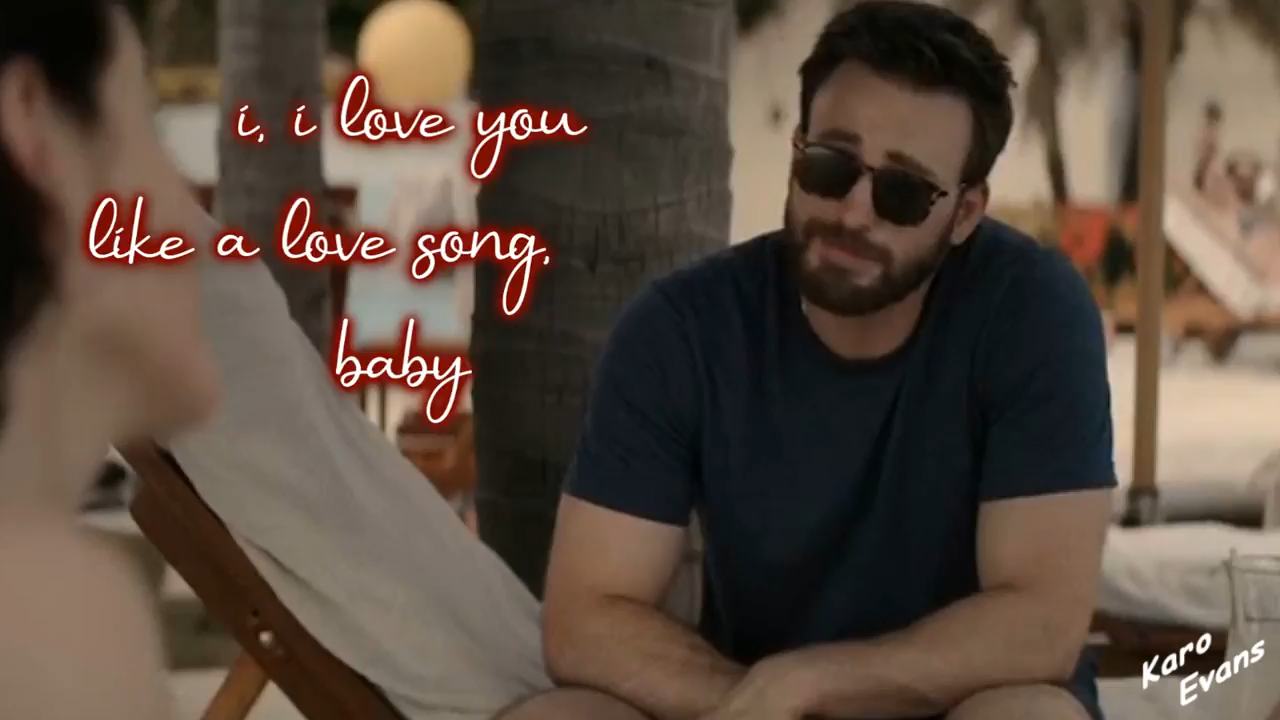 i, i love you
like a love song,
baby
Karo
Evans